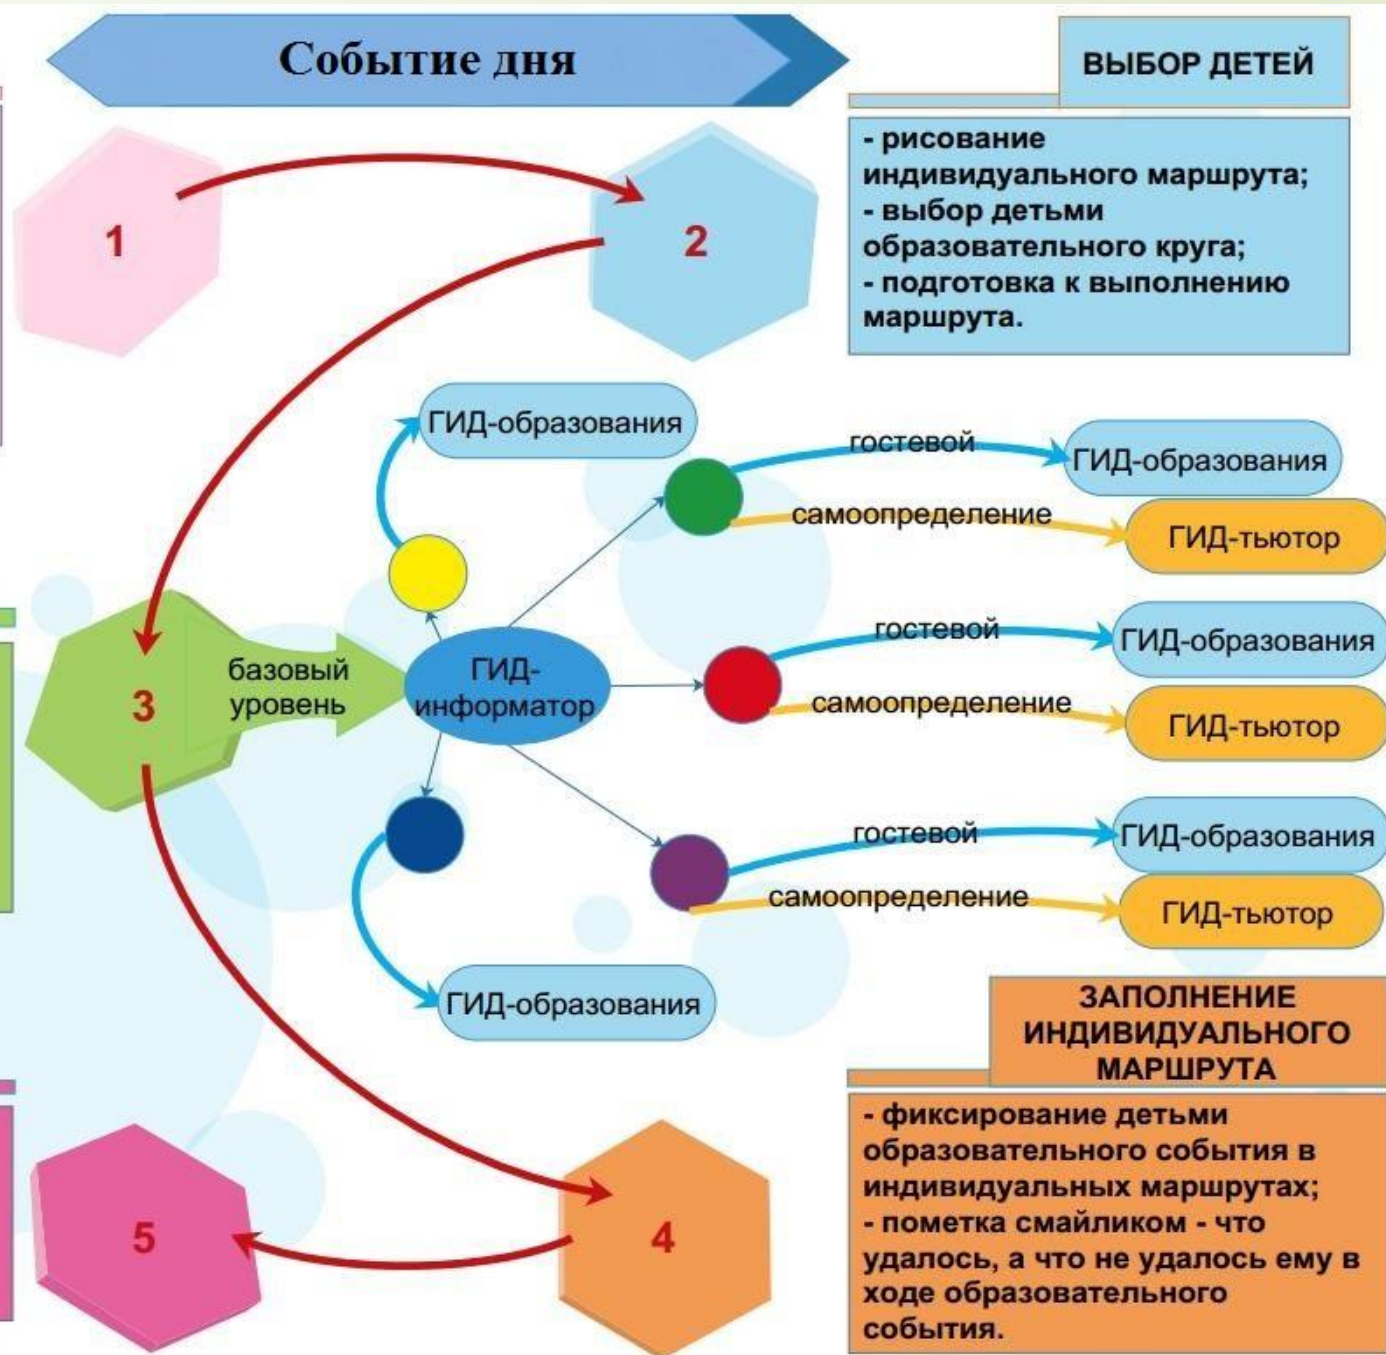 Событие дня
ВЫБОР ДЕТЕЙ
- рисование
индивидуального маршрута;
- выбор детьми
образовательного круга;
- подготовка к выполнению
маршрута.
1
2
ГИД-образования
гостевой
ГИД-образования
самоопределение
ГИД-тьютор
3
базовый
уровень
ГИД-
информатор
гостевой
ГИД-образования
самоопределение
ГИД-тьютор
гостевой
ГИД-образования
самоопределение
ГИД-тьютор
ГИД-образования
ЗАПОЛНЕНИЕ
ИНДИВИДУАЛЬНОГО
МАРШРУТА
- фиксирование детьми
образовательного события в
индивидуальных маршрутах;
- пометка смайликом - что
удалось, а что не удалось ему в
ходе образовательного
события.
5
4